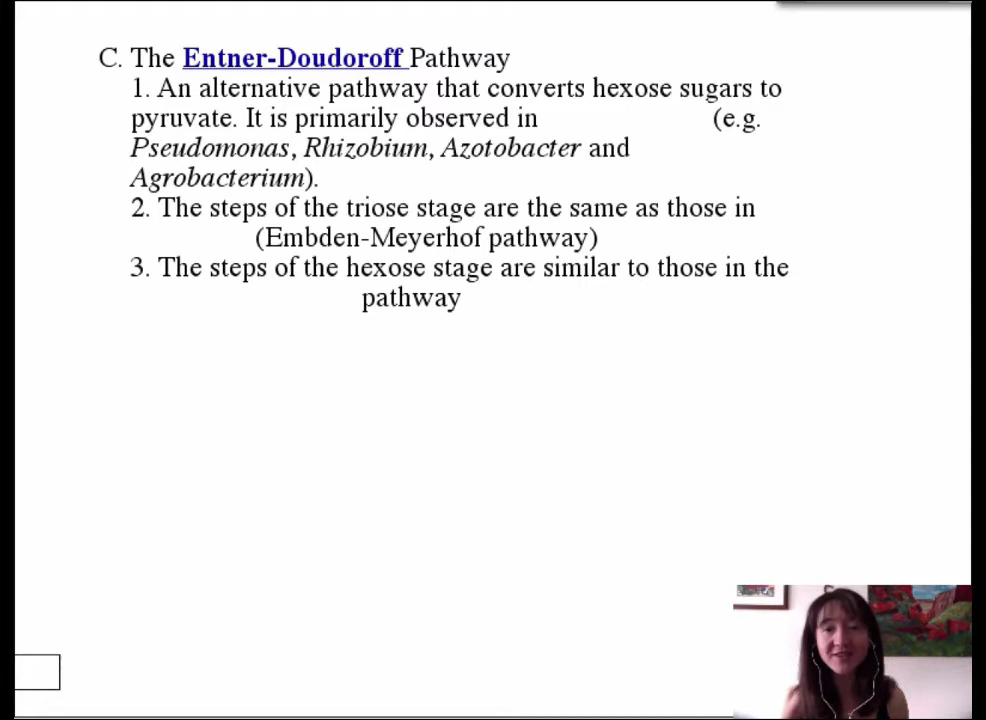 C. The Entner-Doudoroff Pathway
1. An alternative pathway that converts hexose sugars to
pyruvate. It is primarily observed in (e.g.
Pseudomonas, Rhizobium, Azotobacter and
Agrobacterium).
2. The steps of the triose stage are the same as those in
(Embden-Meyerhof pathway)
3. The steps of the hexose stage are similar to those in the
pathway